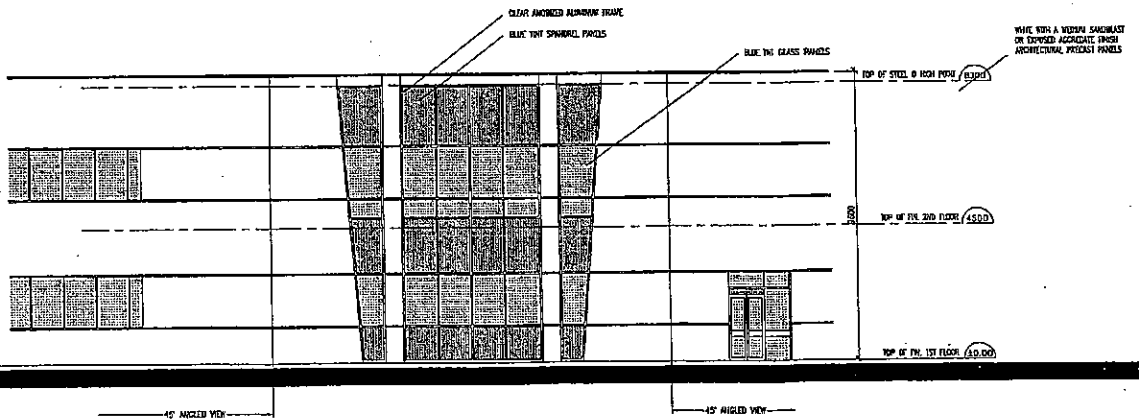 CLEAR ANODIZED ALUMINUM FRAME
BLUE TINT SPANDREL PANELS
BLUE TINT GLASS PANELS
WHITE WITH A MEDIUM SANDBLAST
OR EXPOSED AGGREGATE FINISH
ARCHITECTURAL PRECAST PANELS
TOP OF STEEL @ HIGH POINT
TOP OF FIN. 2ND FLOOR 4500
TOP OF FIN. 1ST FLOOR ±0.00
45° ANGLED VIEW
45° ANGLED VIEW